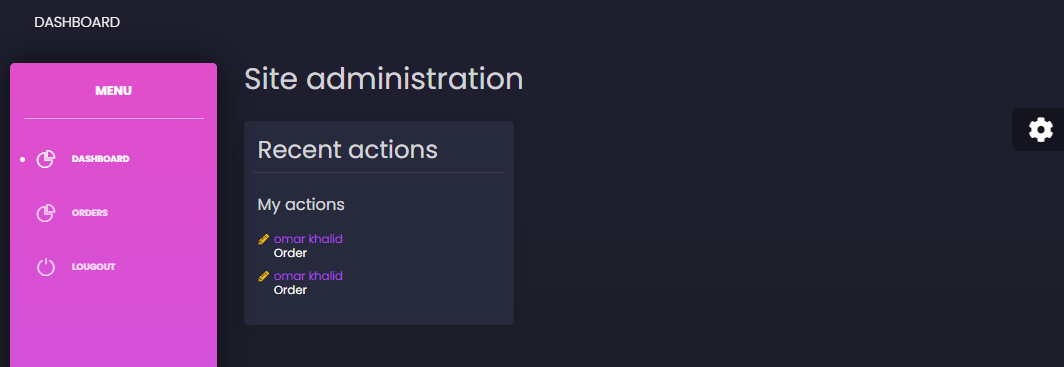 DASHBOARD
MENU
DASHBOARD
ORDERS
LOUGOUT
Site administration
Recent actions
My actions
omar khalid
Order
omar khalid
Order